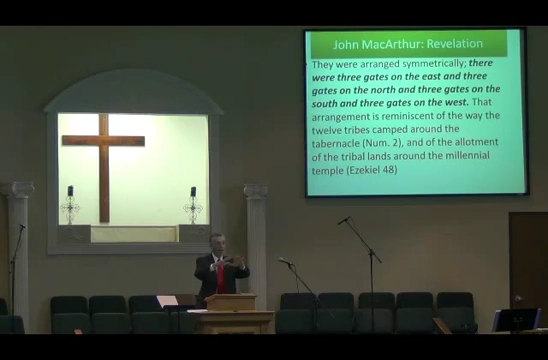 John MacArthur: Revelation
They were arranged symmetrically; there
were three gates on the east and three
gates on the north and three gates on the
south and three gates on the west. That
arrangement is reminiscent of the way the
twelve tribes camped around the
tabernacle (Num. 2), and of the allotment
of the tribal lands around the millennial
temple (Ezekiel 48)